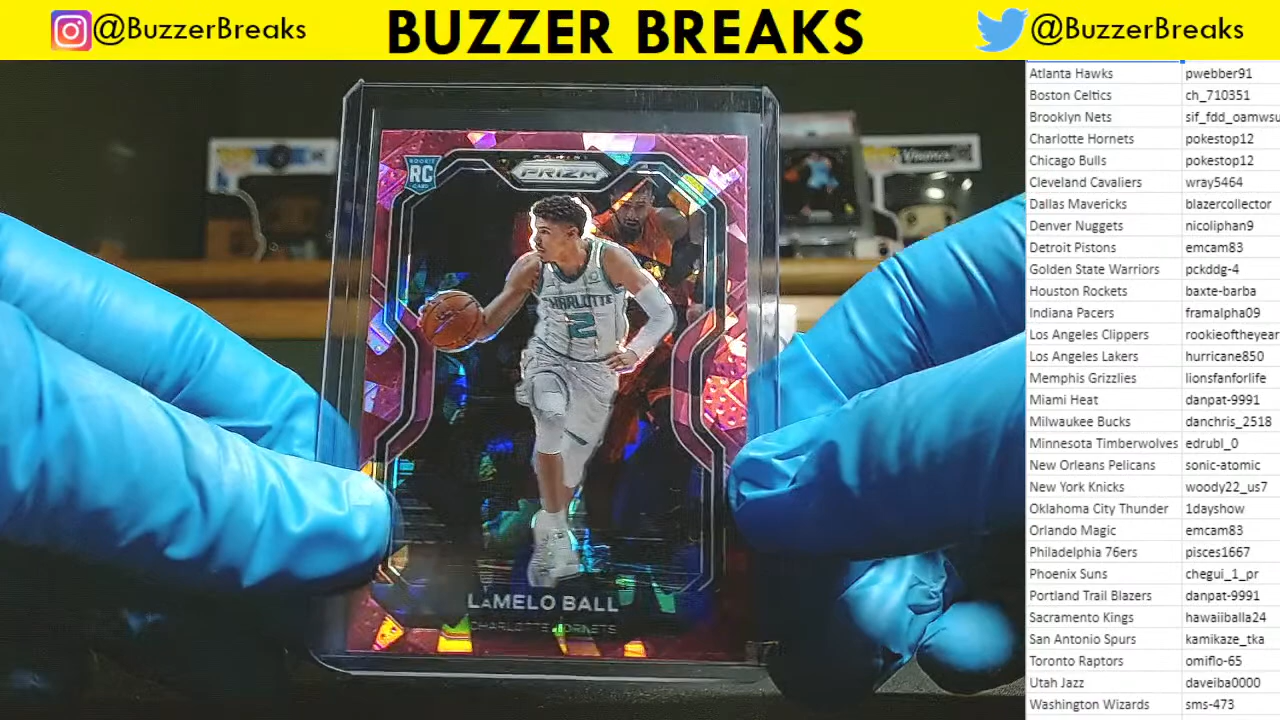 @BuzzerBreaks
BUZZER BREAKS
@BuzzerBreaks
ROOKIE
RC
CARD
PANINI
PRIZM
CHARLOTTE
2
LAMELO BALL
CHARLOTTE HORNETS
Atlanta Hawks pwebber91
Boston Celtics ch_710351
Brooklyn Nets sif_fdd_oamwsu
Charlotte Hornets pokestop12
Chicago Bulls pokestop12
Cleveland Cavaliers wray5464
Dallas Mavericks blazercollector
Denver Nuggets nicoliphan9
Detroit Pistons emcam83
Golden State Warriors pckddg-4
Houston Rockets baxte-barba
Indiana Pacers framalpha09
Los Angeles Clippers rookieoftheyear
Los Angeles Lakers hurricane850
Memphis Grizzlies lionsfanforlife
Miami Heat danpat-9991
Milwaukee Bucks danchris_2518
Minnesota Timberwolves edrubl_0
New Orleans Pelicans sonic-atomic
New York Knicks woody22_us7
Oklahoma City Thunder 1dayshow
Orlando Magic emcam83
Philadelphia 76ers pisces1667
Phoenix Suns chegui_1_pr
Portland Trail Blazers danpat-9991
Sacramento Kings hawaiiballa24
San Antonio Spurs kamikaze_tka
Toronto Raptors omiflo-65
Utah Jazz daveiba0000
Washington Wizards sms-473